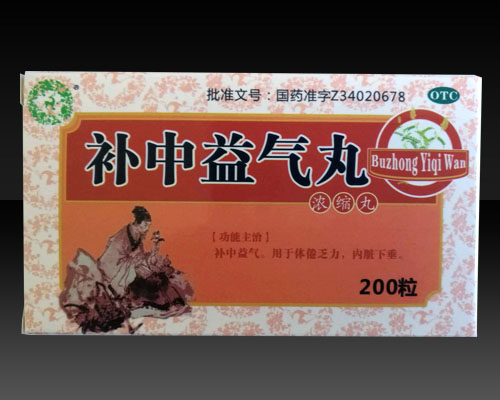 批准文号：国药准字Z34020678
OTC
补中益气丸
Buzhong Yiqi Wan
浓缩丸
【功能主治】
补中益气。用于体倦乏力，内脏下垂。
200粒